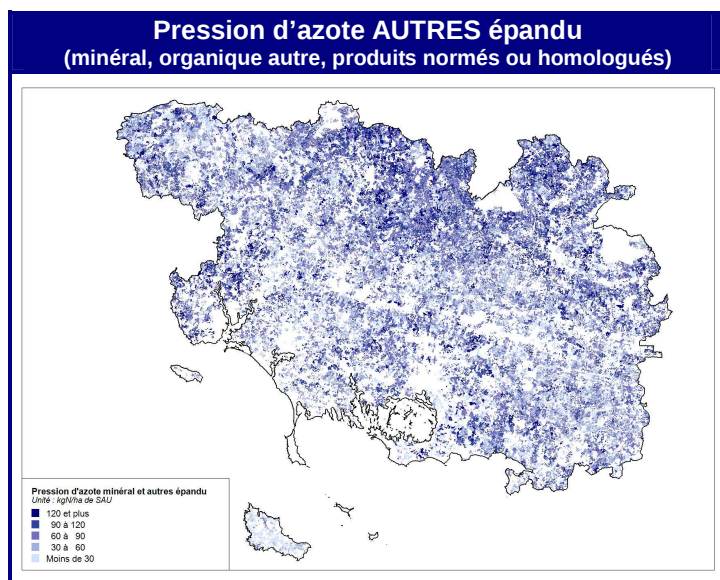 Pression d'azote AUTRES épandu
(minéral, organique autre, produits normés ou homologués)
Pression d'azote minéral et autres épandu
Unité : kgN/ha de SAU
120 et plus
90 à 120
60 à 90
30 à 60
Moins de 30